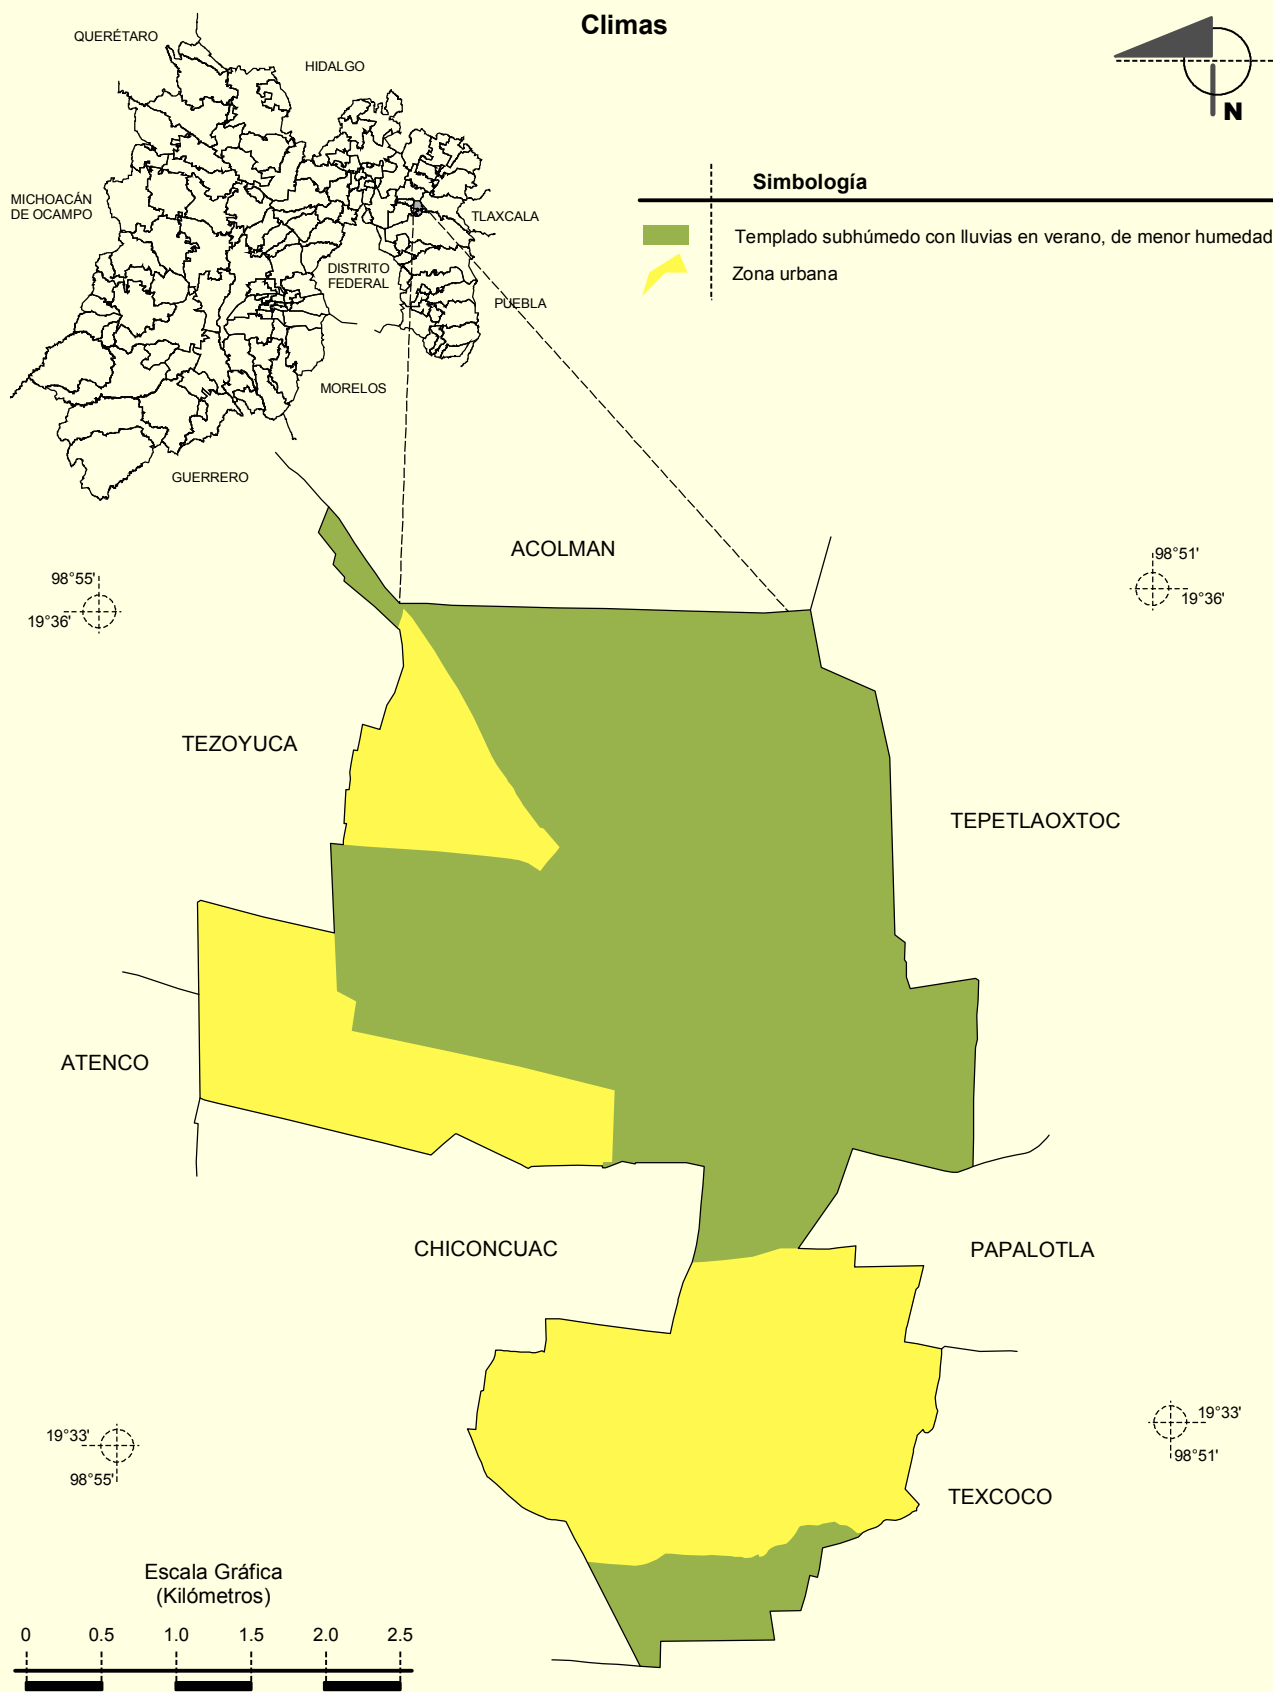 Climas
QUERÉTARO
HIDALGO
N
MICHOACÁN
DE OCAMPO
TLAXCALA
DISTRITO
FEDERAL
PUEBLA
MORELOS
GUERRERO
Simbología
Templado subhúmedo con lluvias en verano, de menor humedad
Zona urbana
ACOLMAN
98°55'
19°36'
98°51'
19°36'
TEZOYUCA
TEPETLAOXTOC
ATENCO
CHICONCUAC
PAPALOTLA
19°33'
98°55'
19°33'
98°51'
TEXCOCO
Escala Gráfica
(Kilómetros)
0 0.5 1.0 1.5 2.0 2.5